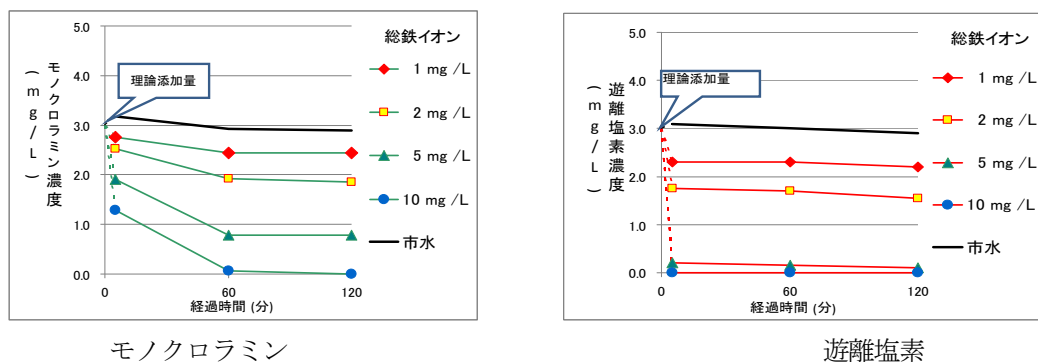 5.0
4.0
3.0
2.0
1.0
0.0
モノクロラミン濃度
(mg/L)
理論添加量
0
60
120
経過時間 (分)
総鉄イオン
1 mg /L
2 mg /L
5 mg /L
10 mg /L
市水
モノクロラミン
5.0
4.0
3.0
2.0
1.0
0.0
遊離塩素濃度
(mg/L)
理論添加量
0
60
120
経過時間 (分)
総鉄イオン
1 mg /L
2 mg /L
5 mg /L
10 mg /L
市水
遊離塩素